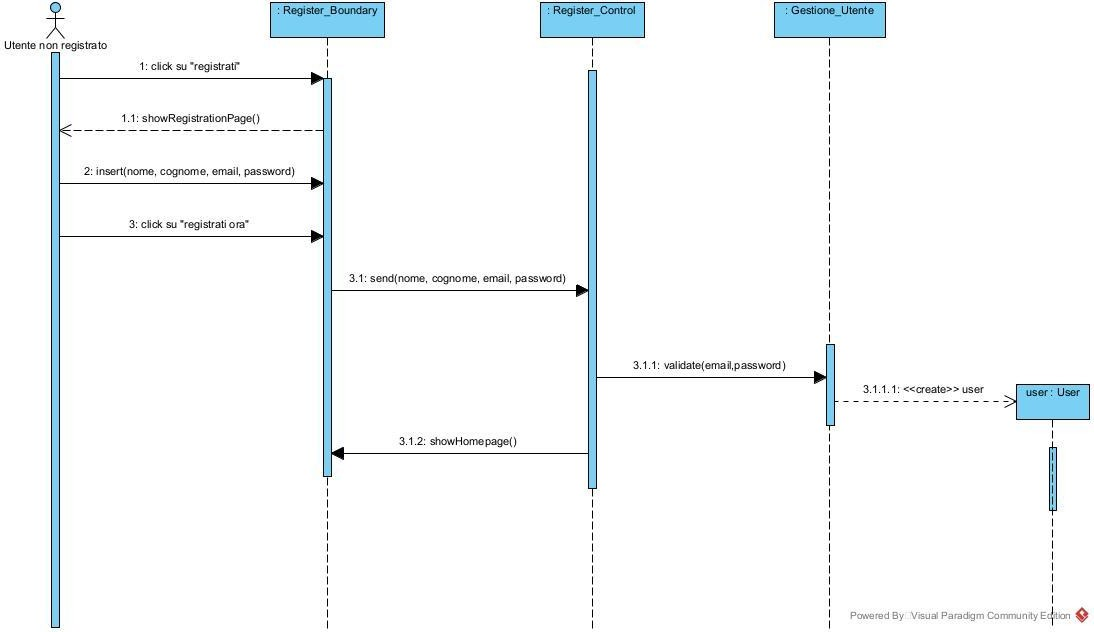 : Register_Boundary
: Register_Control
: Gestione_Utente
Utente non registrato
1: click su "registrati"
1.1: showRegistrationPage()
2: insert(nome, cognome, email, password)
3: click su "registrati ora"
3.1: send(nome, cognome, email, password)
3.1.1: validate(email,password)
3.1.1.1: <<create>> user
user : User
3.1.2: showHomepage()
Powered By Visual Paradigm Community Edition